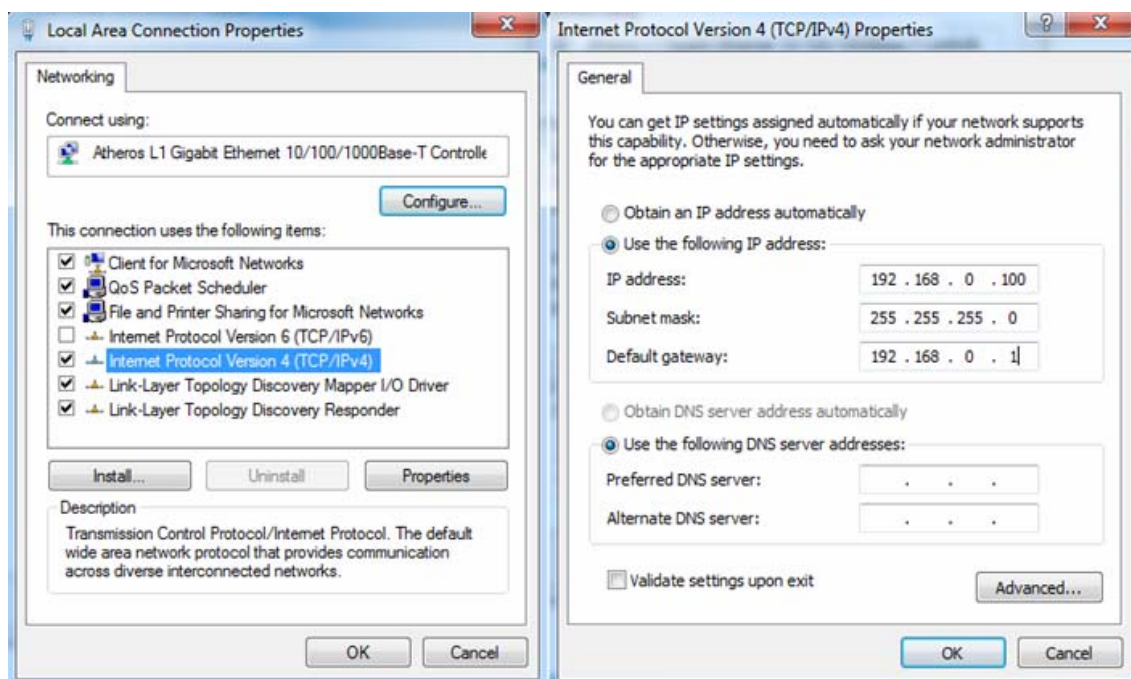 Local Area Connection Properties
Networking
Connect using:
Atheros L1 Gigabit Ethernet 10/100/1000Base-T Controlle
Configure...
This connection uses the following items:
Client for Microsoft Networks
QoS Packet Scheduler
File and Printer Sharing for Microsoft Networks
Internet Protocol Version 6 (TCP/IPv6)
Internet Protocol Version 4 (TCP/IPv4)
Link-Layer Topology Discovery Mapper I/O Driver
Link-Layer Topology Discovery Responder
Install...
Uninstall
Properties
Description
Transmission Control Protocol/Internet Protocol. The default
wide area network protocol that provides communication
across diverse interconnected networks.
OK
Cancel
Internet Protocol Version 4 (TCP/IPv4) Properties
General
You can get IP settings assigned automatically if your network supports
this capability. Otherwise, you need to ask your network administrator
for the appropriate IP settings.
Obtain an IP address automatically
Use the following IP address:
IP address: 192 . 168 . 0 . 100
Subnet mask: 255 . 255 . 255 . 0
Default gateway: 192 . 168 . 0 . 1
Obtain DNS server address automatically
Use the following DNS server addresses:
Preferred DNS server: . . .
Alternate DNS server: . . .
Validate settings upon exit
Advanced...
OK
Cancel